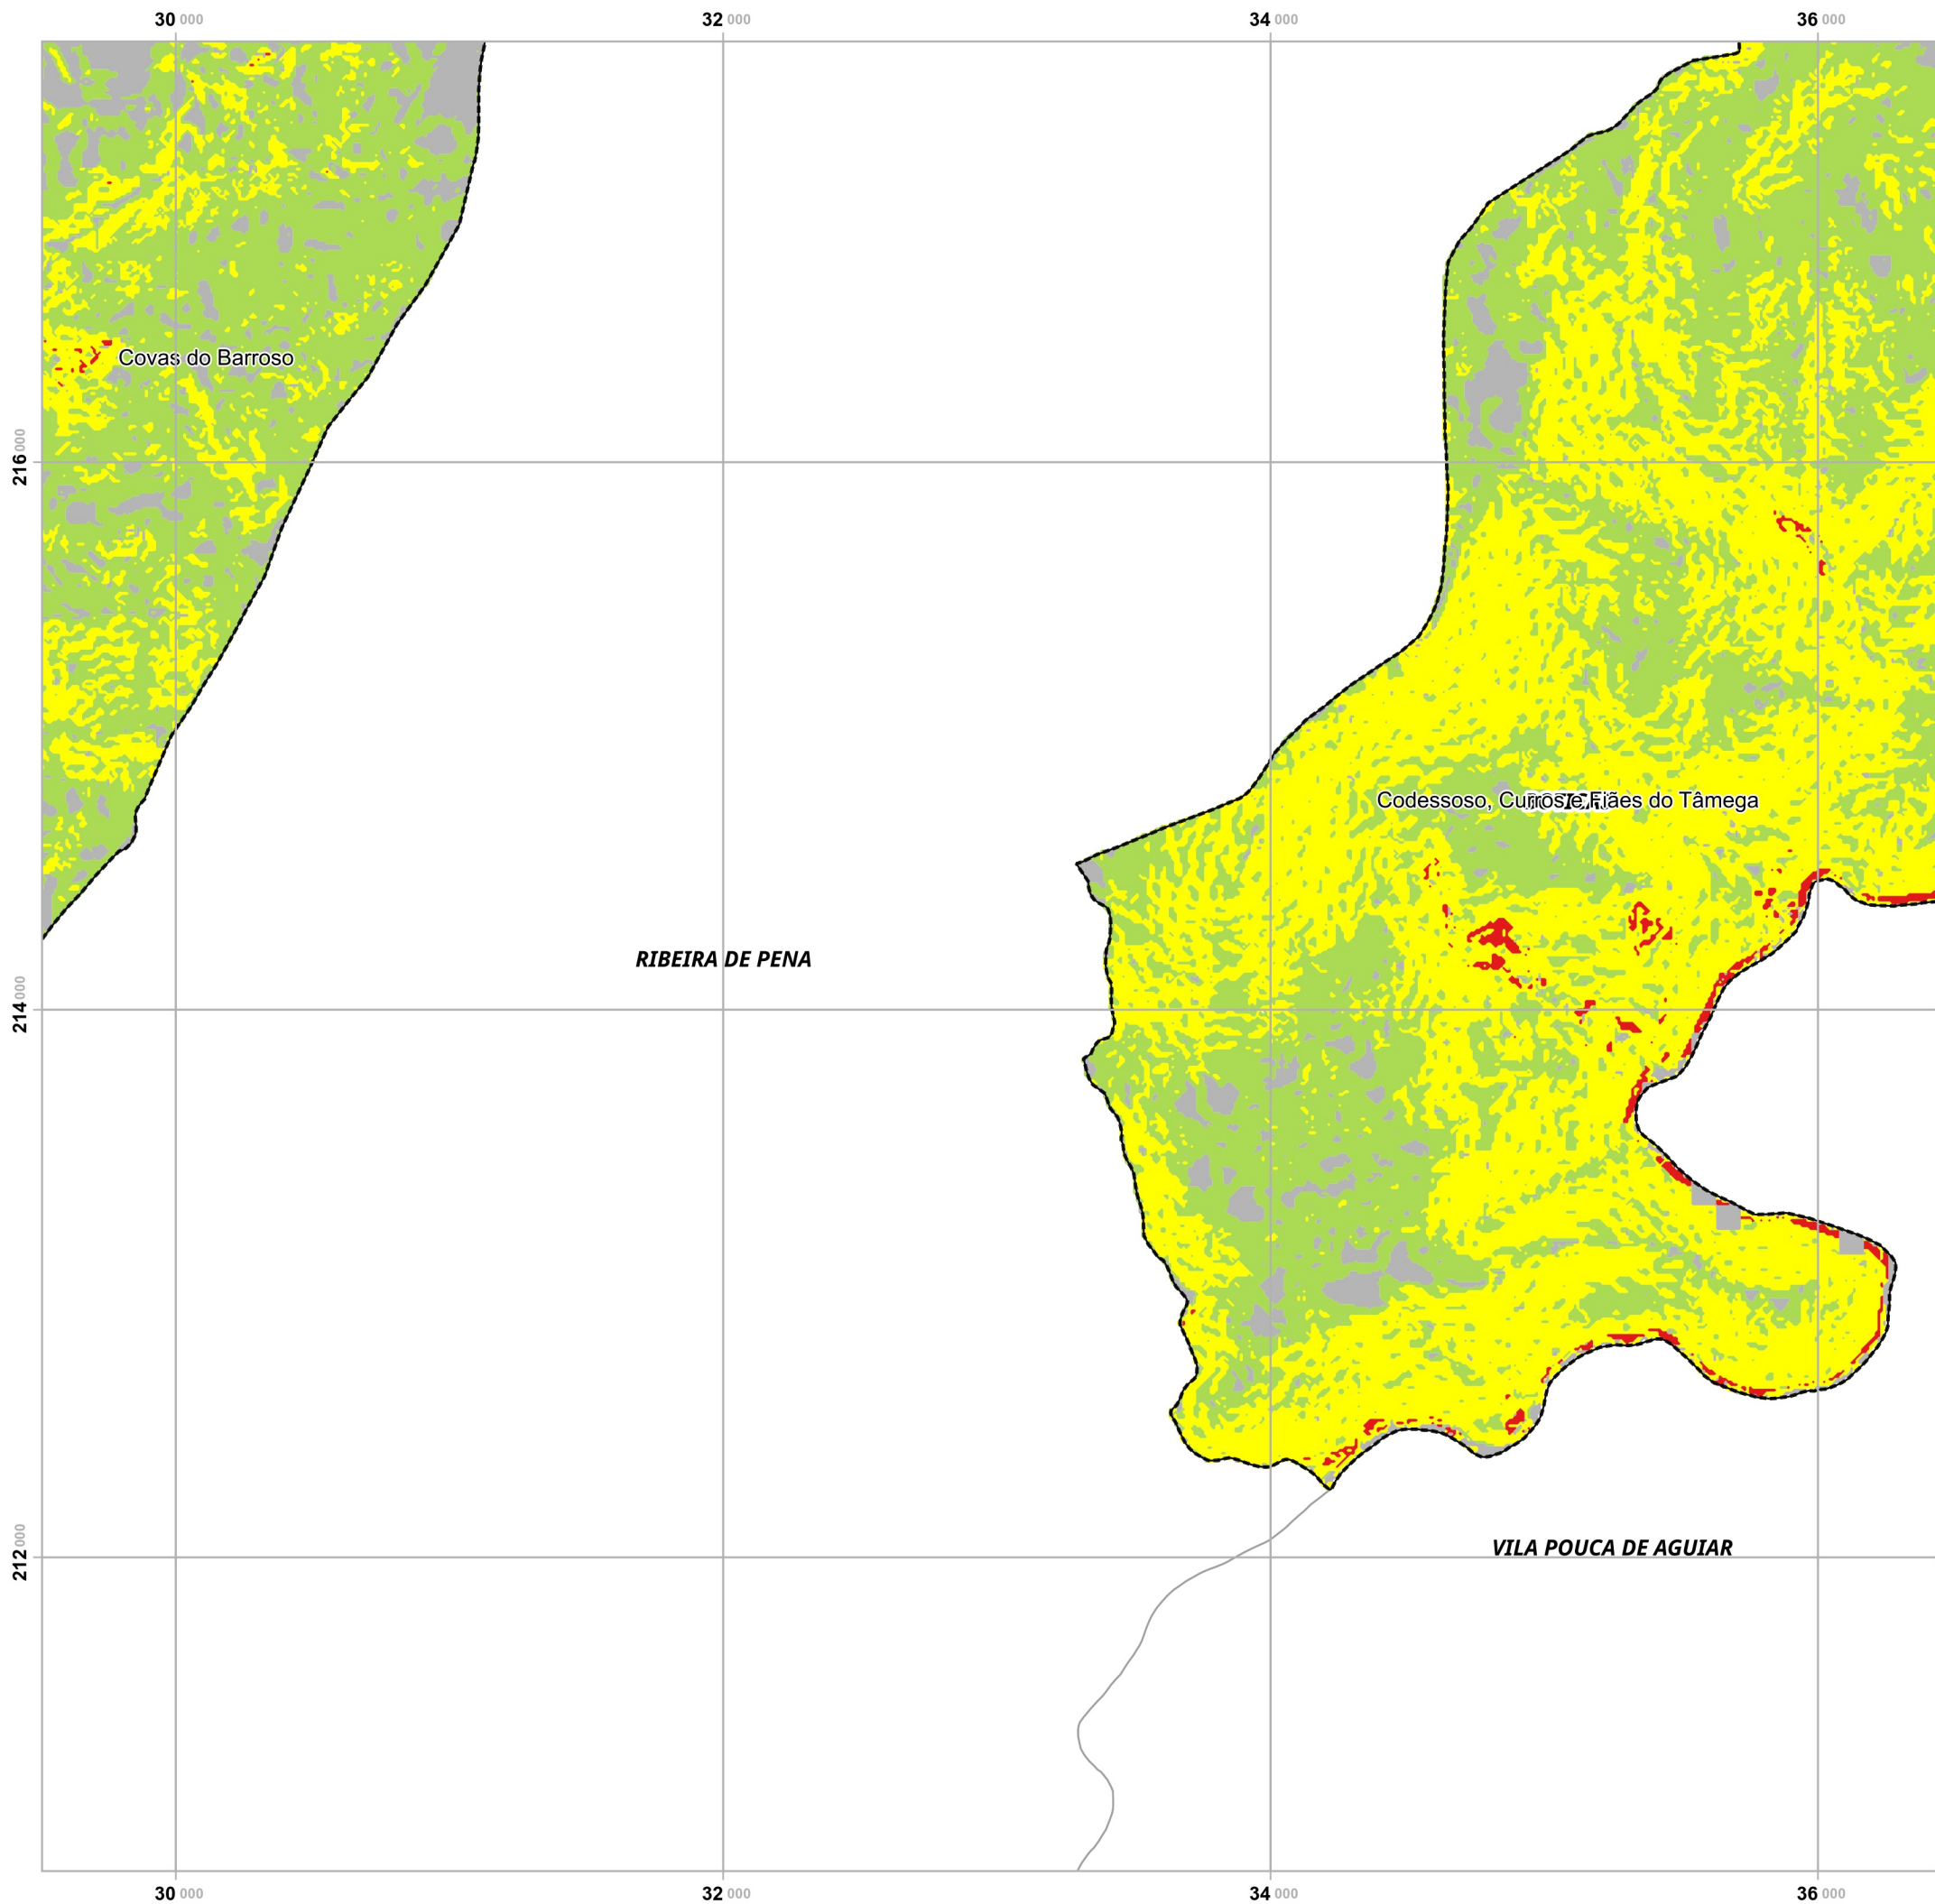 30 000 32 000 34 000 36 000
Covas do Barroso
216 000
Codessoso, Curros e Fiães do Tâmega
RIBEIRA DE PENA
214 000
VILA POUCA DE AGUIAR
212 000
30 000 32 000 34 000 36 000